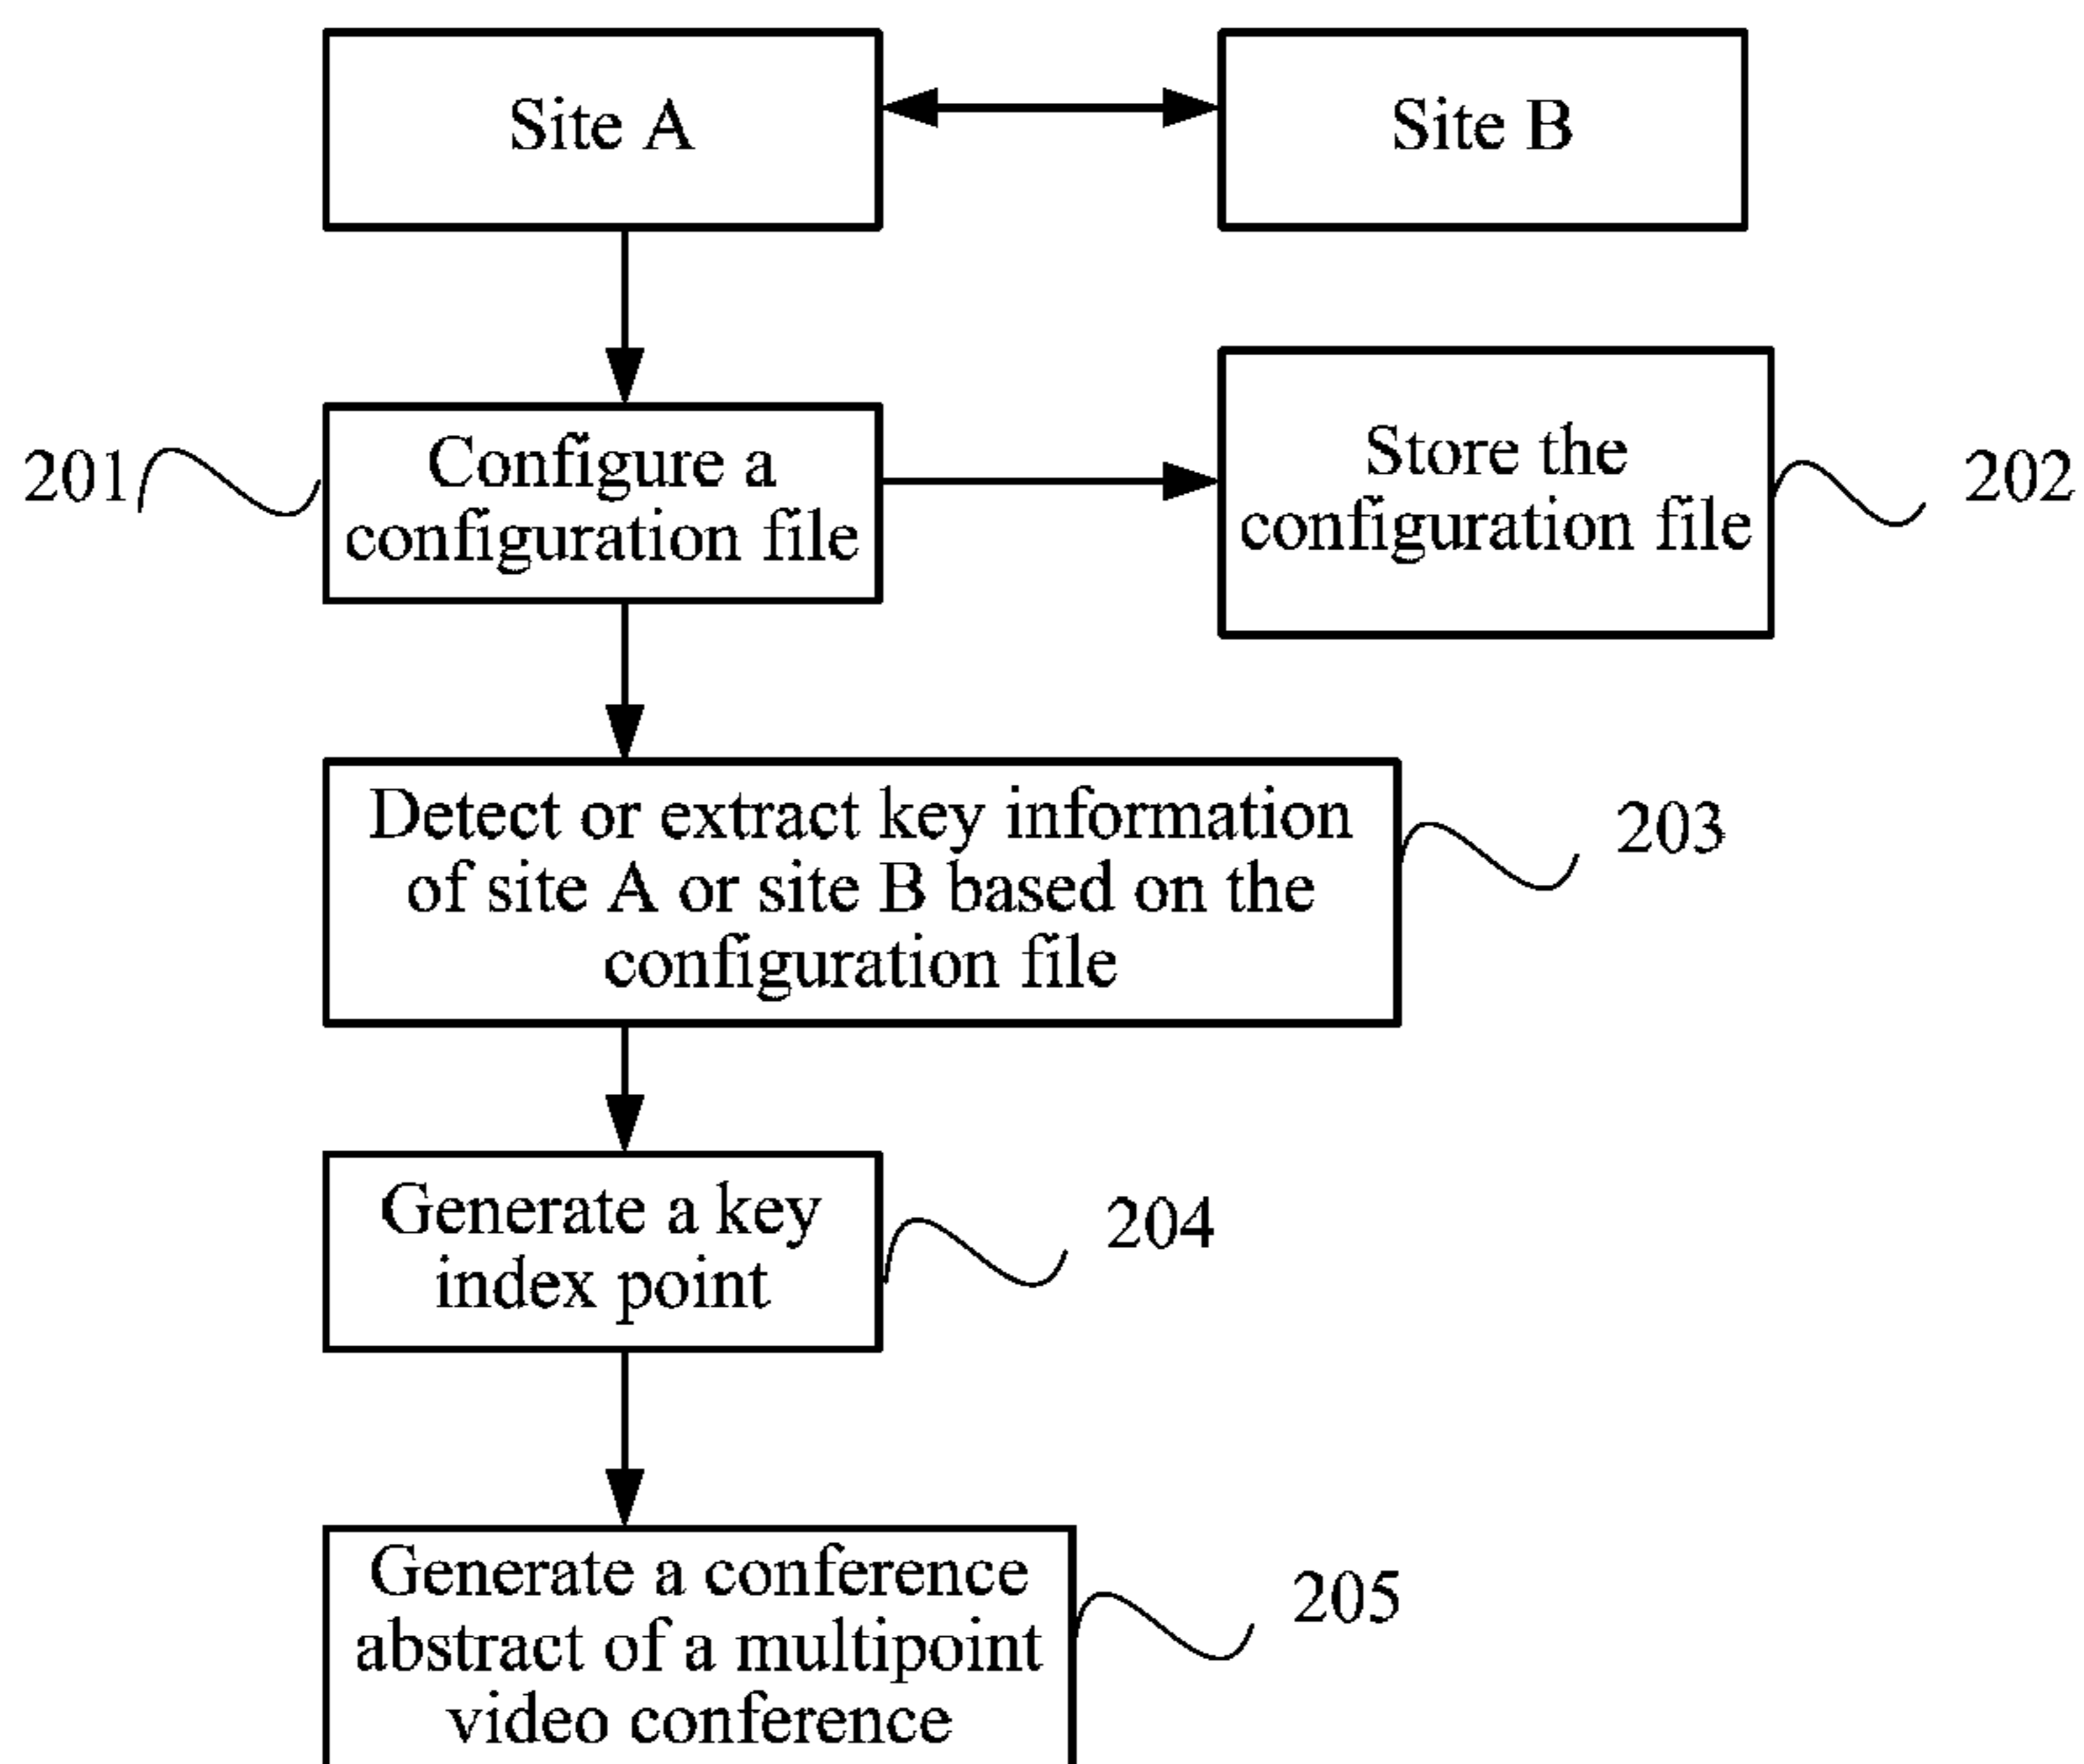 Site A
Site B
201
Configure a
configuration file
Store the
configuration file
202
Detect or extract key information
of site A or site B based on the
configuration file
203
Generate a key
index point
204
Generate a conference
abstract of a multipoint
video conference
205